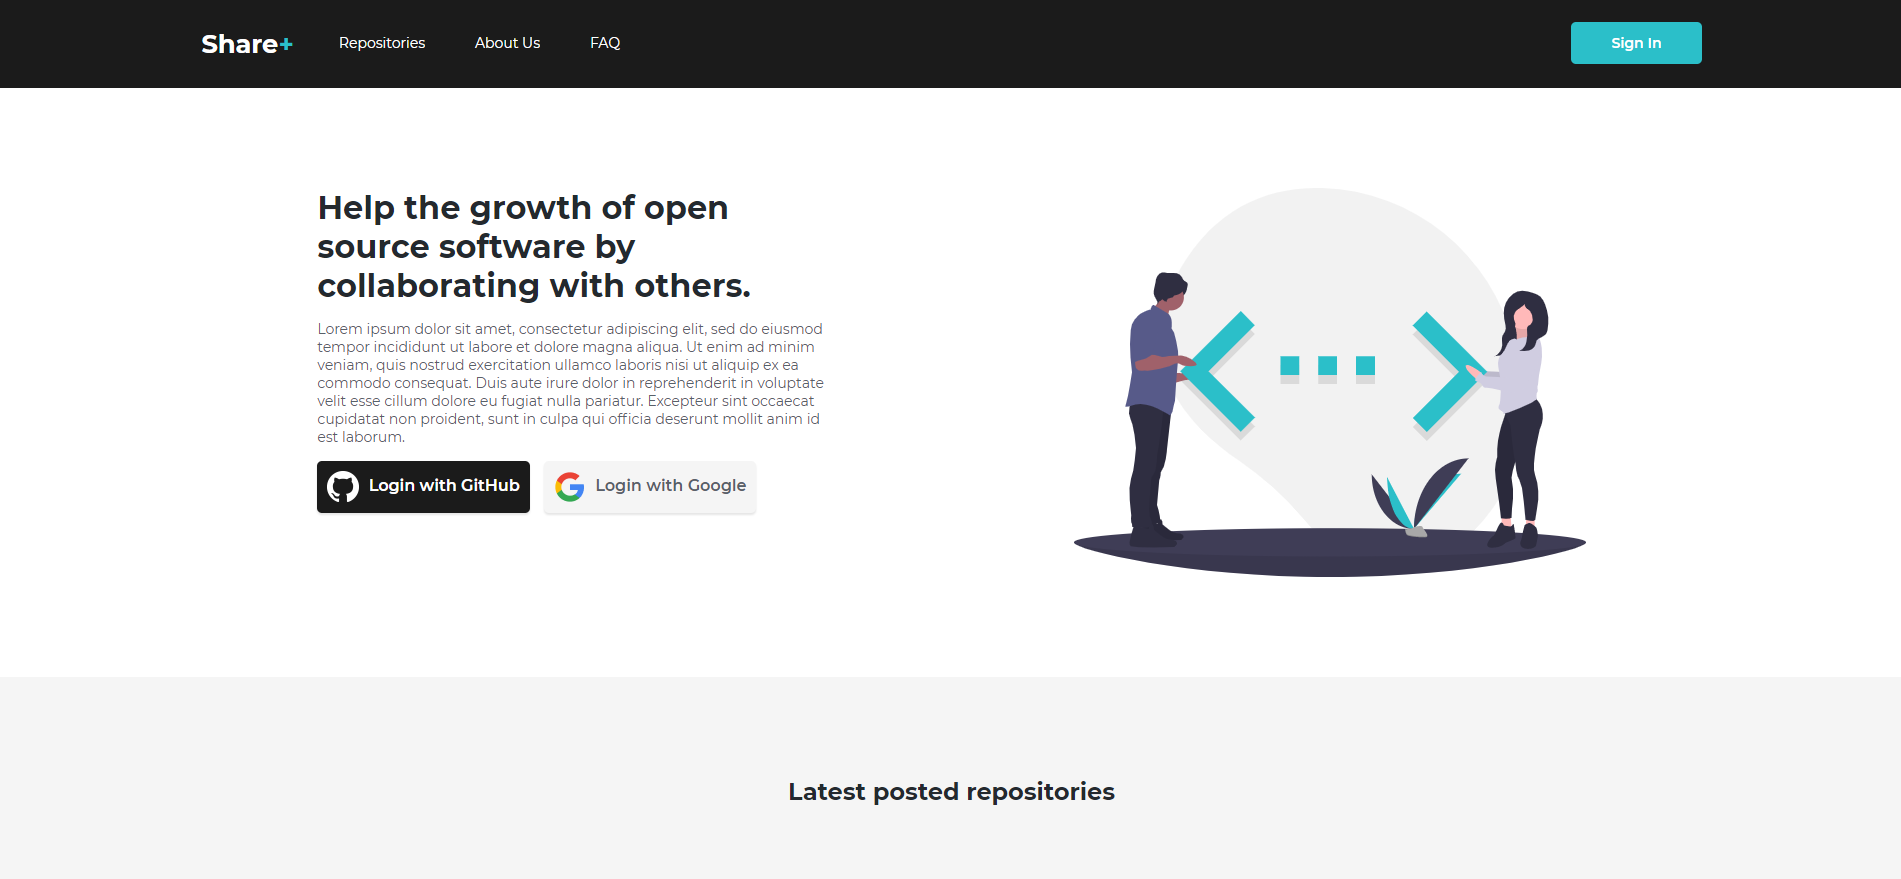 Share+
Repositories
About Us
FAQ
Sign In
Help the growth of open
source software by
collaborating with others.
Lorem ipsum dolor sit amet, consectetur adipiscing elit, sed do eiusmod
tempor incididunt ut labore et dolore magna aliqua. Ut enim ad minim
veniam, quis nostrud exercitation ullamco laboris nisi ut aliquip ex ea
commodo consequat. Duis aute irure dolor in reprehenderit in voluptate
velit esse cillum dolore eu fugiat nulla pariatur. Excepteur sint occaecat
cupidatat non proident, sunt in culpa qui officia deserunt mollit anim id
est laborum.
Login with GitHub
Login with Google
Latest posted repositories